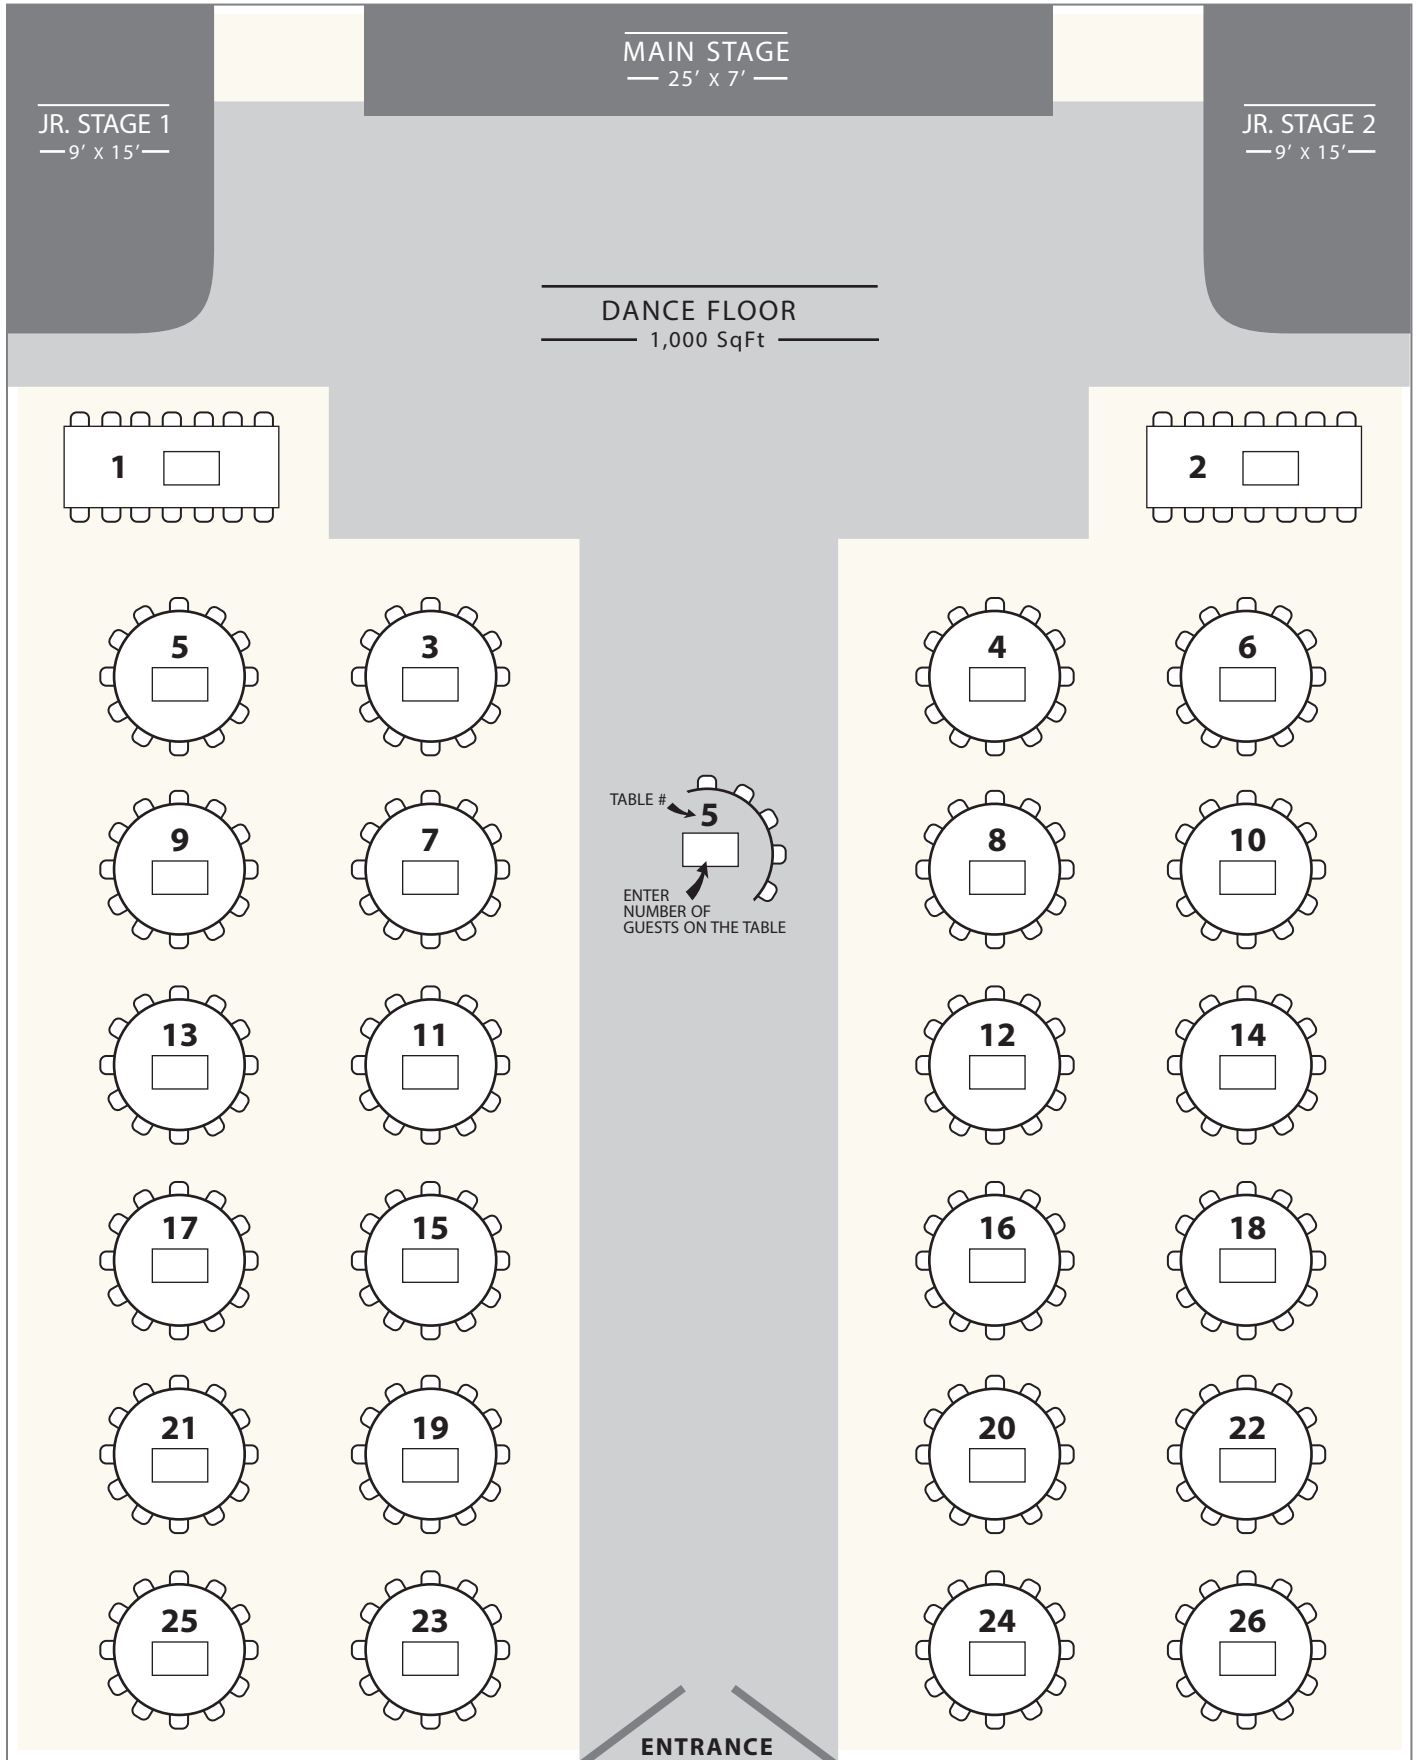 MAIN STAGE
25’ X 7’
JR. STAGE 1
9’ X 15’
JR. STAGE 2
9’ X 15’
DANCE FLOOR
1,000 SqFt
1
2
5
3
4
6
TABLE #
5
ENTER
NUMBER OF
GUESTS ON THE TABLE
9
7
8
10
13
11
12
14
17
15
16
18
21
19
20
22
25
23
24
26
ENTRANCE